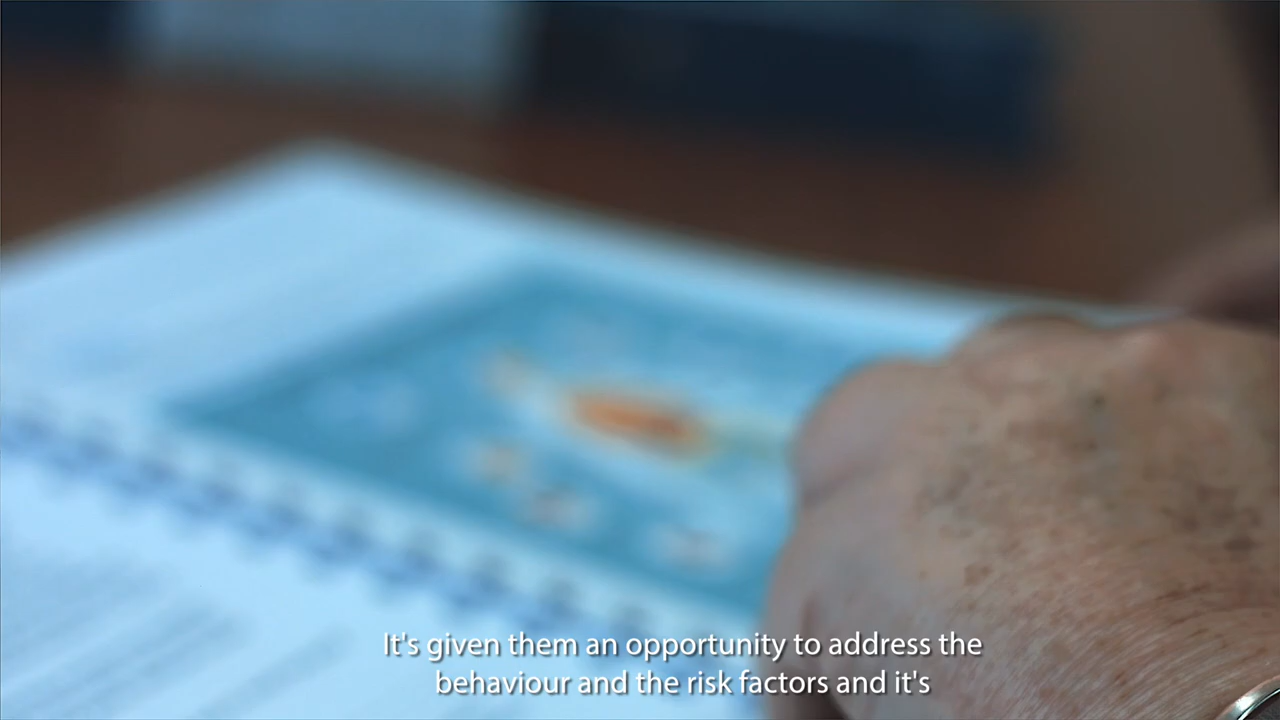 It's given them an opportunity to address the
behaviour and the risk factors and it's